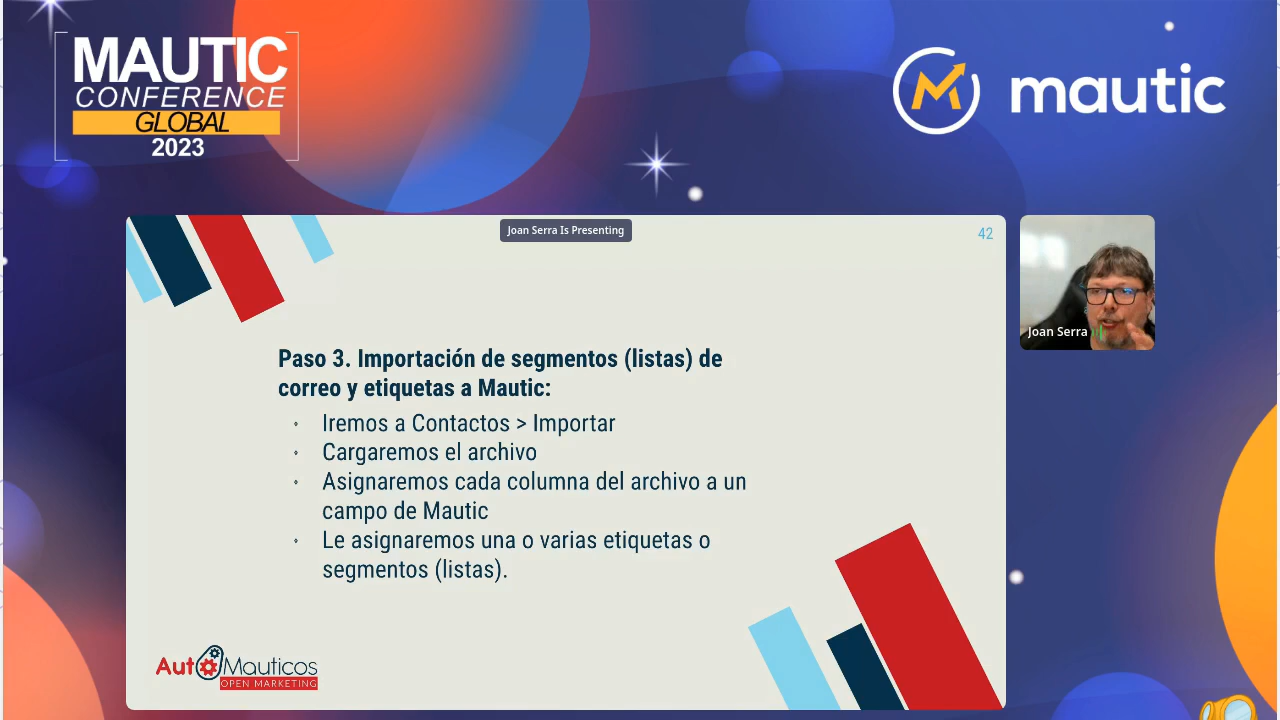 MAUTIC
CONFERENCE
GLOBAL
2023
mautic
Joan Serra Is Presenting
42
Paso 3. Importación de segmentos (listas) de
correo y etiquetas a Mautic:
Iremos a Contactos > Importar
Cargaremos el archivo
Asignaremos cada columna del archivo a un
campo de Mautic
Le asignaremos una o varias etiquetas o
segmentos (listas).
Joan Serra
AutoMauticos
OPEN MARKETING